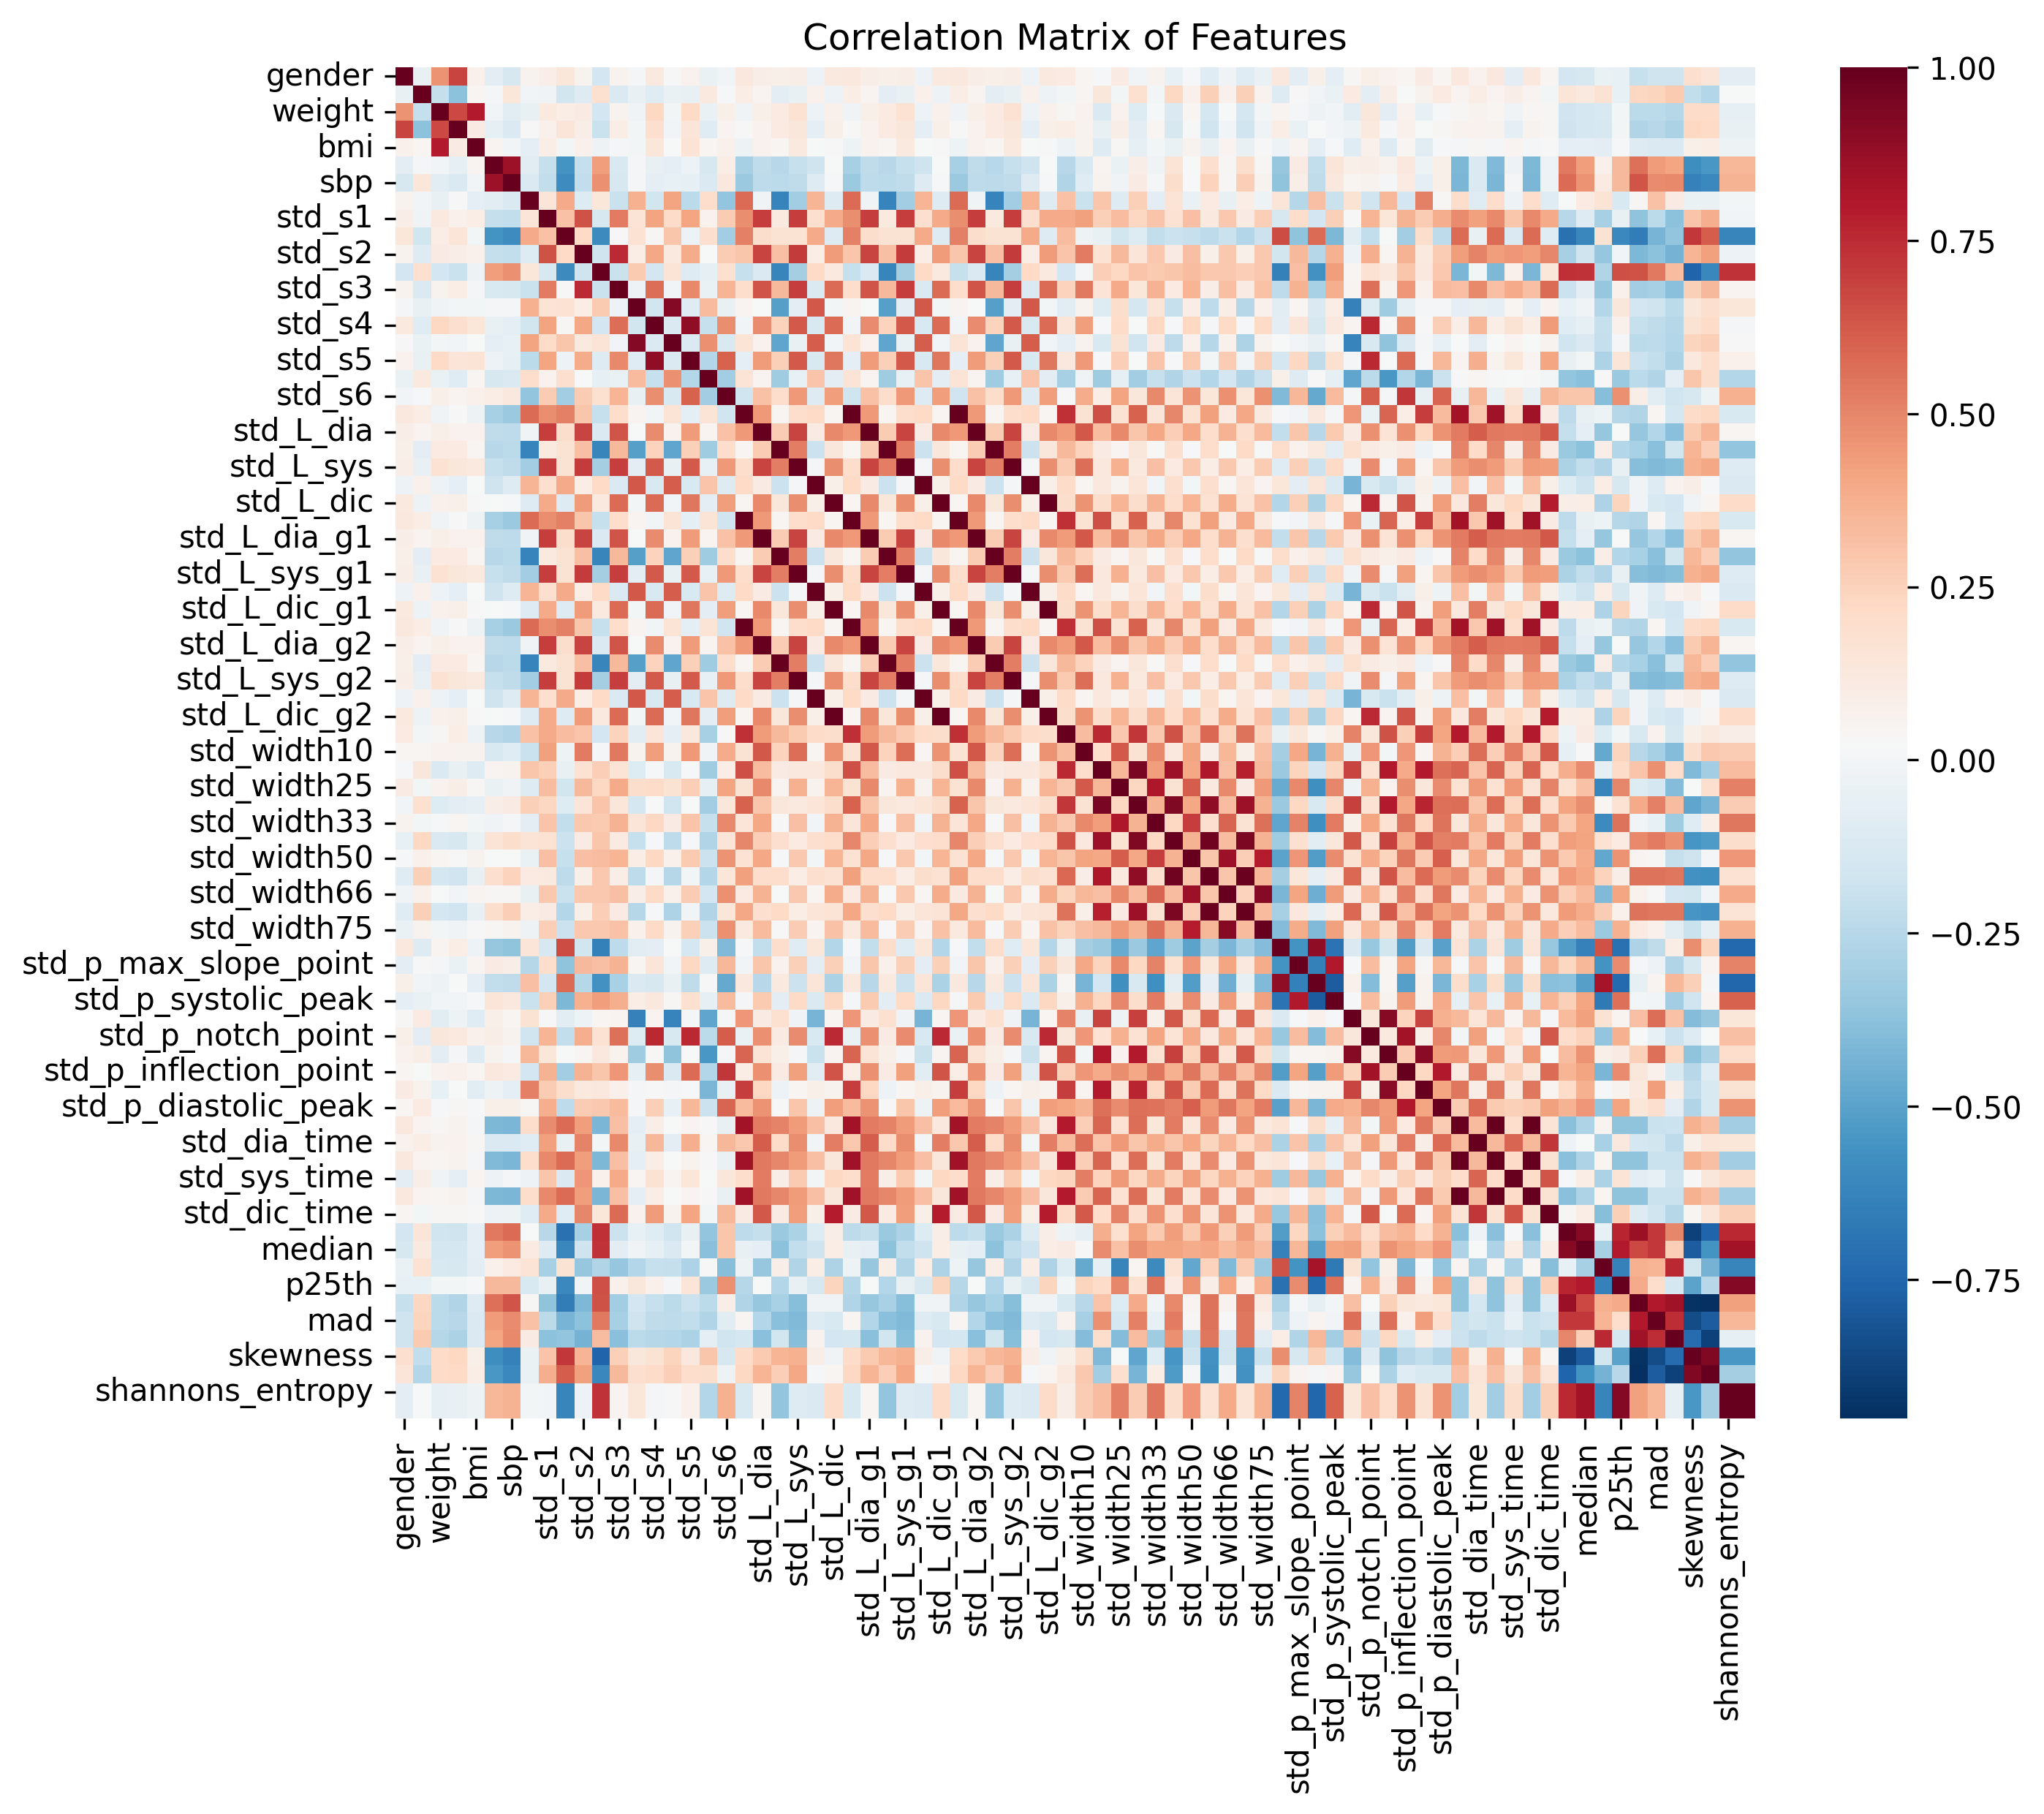 Correlation Matrix of Features
gender
weight
bmi
sbp
std_s1
std_s2
std_s3
std_s4
std_s5
std_s6
std_L_dia
std_L_sys
std_L_dic
std_L_dia_g1
std_L_sys_g1
std_L_dic_g1
std_L_dia_g2
std_L_sys_g2
std_L_dic_g2
std_width10
std_width25
std_width33
std_width50
std_width66
std_width75
std_p_max_slope_point
std_p_systolic_peak
std_p_notch_point
std_p_inflection_point
std_p_diastolic_peak
std_dia_time
std_sys_time
std_dic_time
median
p25th
mad
skewness
shannons_entropy
gender
weight
bmi
sbp
std_s1
std_s2
std_s3
std_s4
std_s5
std_s6
std_L_dia
std_L_sys
std_L_dic
std_L_dia_g1
std_L_sys_g1
std_L_dic_g1
std_L_dia_g2
std_L_sys_g2
std_L_dic_g2
std_width10
std_width25
std_width33
std_width50
std_width66
std_width75
std_p_max_slope_point
std_p_systolic_peak
std_p_notch_point
std_p_inflection_point
std_p_diastolic_peak
std_dia_time
std_sys_time
std_dic_time
median
p25th
mad
skewness
shannons_entropy
1.00
0.75
0.50
0.25
0.00
−0.25
−0.50
−0.75